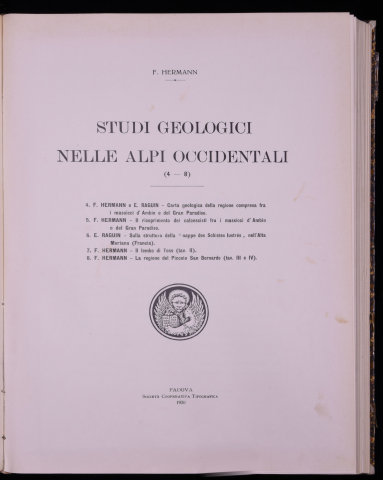 F. HERMANN
STUDI GEOLOGICI
NELLE ALPI OCCIDENTALI
(4 — 8)
4. F. HERMANN e E. RAGUIN - Carta geologica della regione compresa fra
i massicci d'Ambin e del Gran Paradiso.
5. F. HERMANN - Il ricoprimento dei calcescisti fra i massicci d'Ambin
e del Gran Paradiso.
6. E. RAGUIN - Sulla struttura della "nappe des Schistes lustrés„ nell'Alta
Moriana (Francia).
7. F. HERMANN - Il lembo di (tav. II).
8. F. HERMANN - La regione del Piccolo San Bernardo (tav. III e IV).
PADOVA
SOCIETÀ COOPERATIVA TIPOGRAFICA